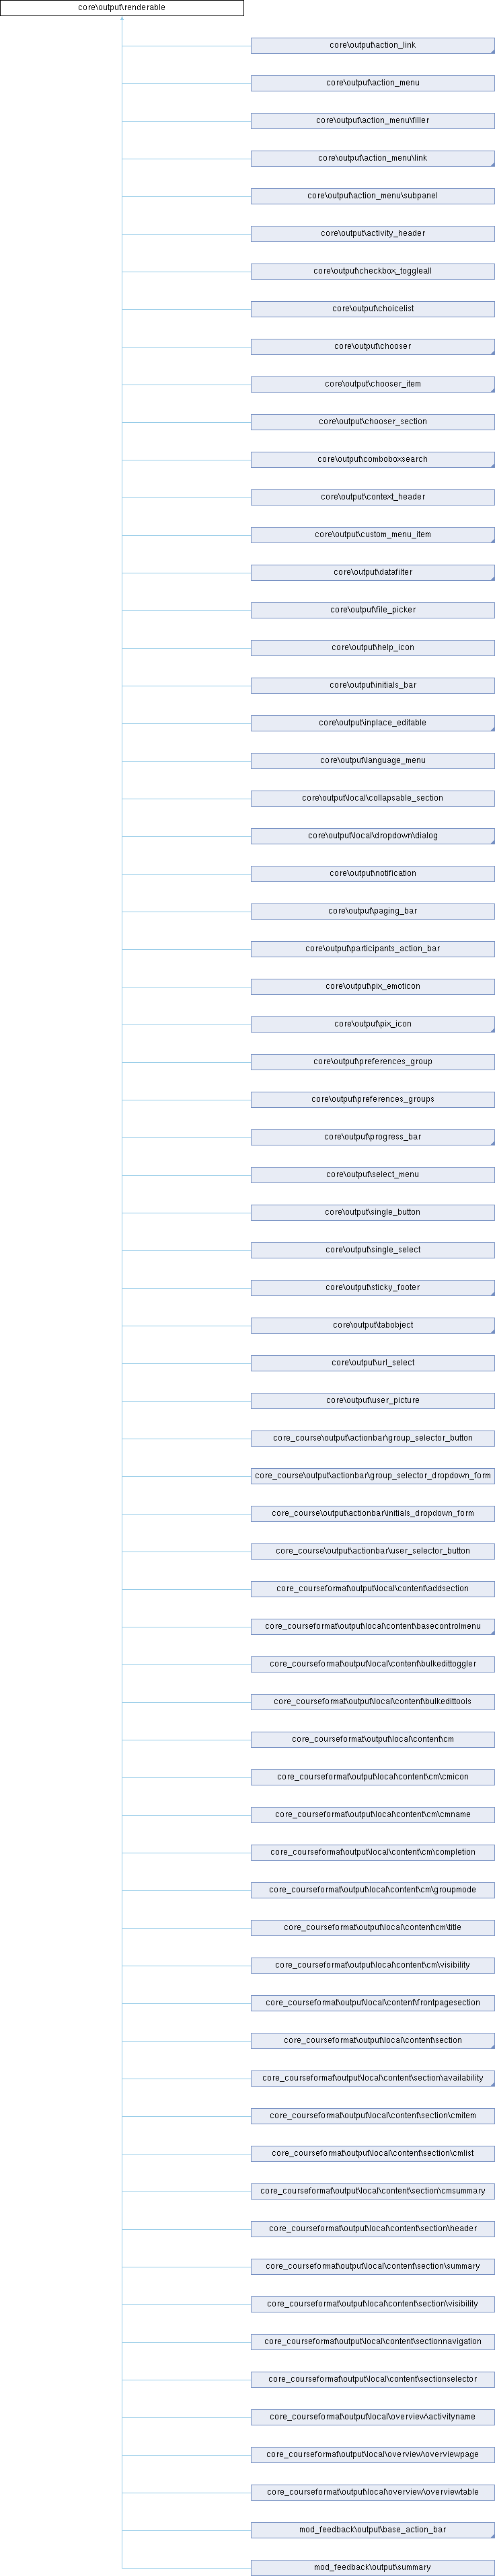 core\output\renderable
core\output\action_link
core\output\action_menu
core\output\action_menu\filler
core\output\action_menu\link
core\output\action_menu\subpanel
core\output\activity_header
core\output\checkbox_toggleall
core\output\choicelist
core\output\chooser
core\output\chooser_item
core\output\chooser_section
core\output\comboboxsearch
core\output\context_header
core\output\custom_menu_item
core\output\datafilter
core\output\file_picker
core\output\help_icon
core\output\initials_bar
core\output\inplace_editable
core\output\language_menu
core\output\local\collapsable_section
core\output\local\dropdown\dialog
core\output\notification
core\output\paging_bar
core\output\participants_action_bar
core\output\pix_emoticon
core\output\pix_icon
core\output\preferences_group
core\output\preferences_groups
core\output\progress_bar
core\output\select_menu
core\output\single_button
core\output\single_select
core\output\sticky_footer
core\output\tabobject
core\output\url_select
core\output\user_picture
core_course\output\actionbar\group_selector_button
core_course\output\actionbar\group_selector_dropdown_form
core_course\output\actionbar\initials_dropdown_form
core_course\output\actionbar\user_selector_button
core_courseformat\output\local\content\addsection
core_courseformat\output\local\content\basecontrolmenu
core_courseformat\output\local\content\bulkedittoggler
core_courseformat\output\local\content\bulkedittools
core_courseformat\output\local\content\cm
core_courseformat\output\local\content\cm\cmicon
core_courseformat\output\local\content\cm\cmname
core_courseformat\output\local\content\cm\completion
core_courseformat\output\local\content\cm\groupmode
core_courseformat\output\local\content\cm\title
core_courseformat\output\local\content\cm\visibility
core_courseformat\output\local\content\frontpagesection
core_courseformat\output\local\content\section
core_courseformat\output\local\content\section\availability
core_courseformat\output\local\content\section\cmitem
core_courseformat\output\local\content\section\cmlist
core_courseformat\output\local\content\section\cmsummary
core_courseformat\output\local\content\section\header
core_courseformat\output\local\content\section\summary
core_courseformat\output\local\content\section\visibility
core_courseformat\output\local\content\sectionnavigation
core_courseformat\output\local\content\sectionselector
core_courseformat\output\local\overview\activityname
core_courseformat\output\local\overview\overviewpage
core_courseformat\output\local\overview\overviewtable
mod_feedback\output\base_action_bar
mod_feedback\output\summary